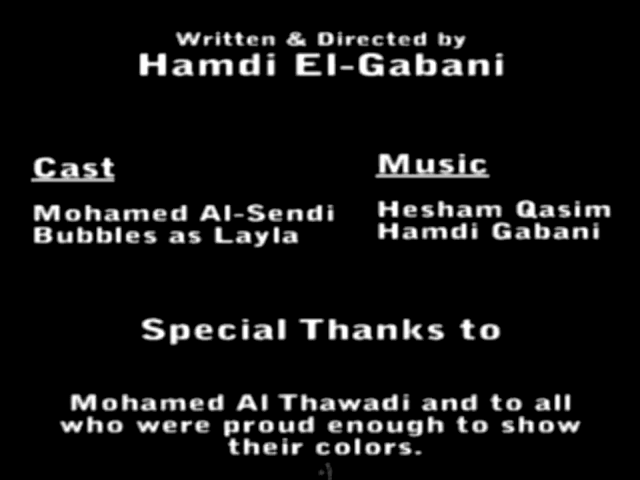 Written & Directed by
Hamdi El-Gabani
Cast
Mohamed Al-Sendi
Bubbles as Layla
Music
Hesham Qasim
Hamdi Gabani
Special Thanks to
Mohamed Al Thawadi and to all
who were proud enough to show
their colors.